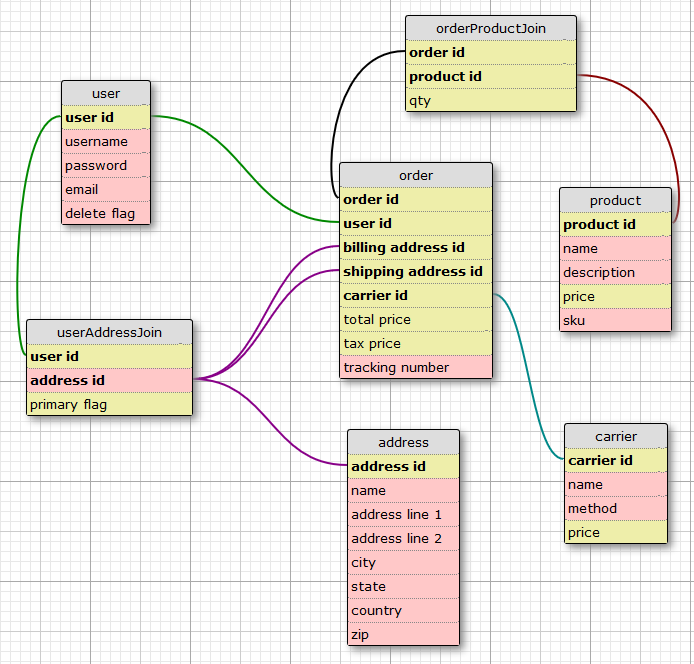 orderProductJoin
order id
product id
qty
user
user id
username
password
email
delete flag
order
order id
user id
billing address id
shipping address id
carrier id
total price
tax price
tracking number
product
product id
name
description
price
sku
userAddressJoin
user id
address id
primary flag
address
address id
name
address line 1
address line 2
city
state
country
zip
carrier
carrier id
name
method
price